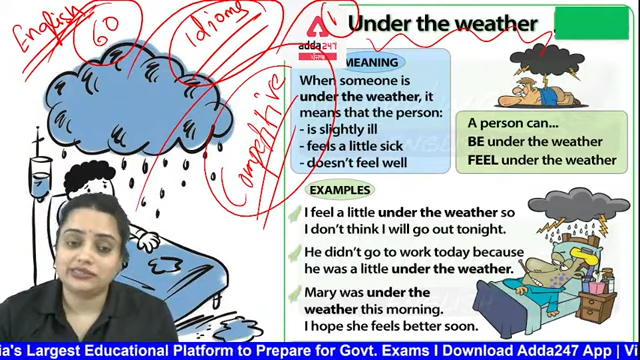 English
60
Idioms
Competitive
1
adda247
ਪੰਜਾਬੀ
Under the weather
MEANING
When someone is
under the weather, it
means that the person:
- is slightly ill
- feels a little sick
- doesn't feel well
A person can...
BE under the weather
FEEL under the weather
EXAMPLES
I feel a little under the weather so
I don't think I will go out tonight.
He didn't go to work today because
he was a little under the weather.
Mary was under the
weather this morning.
I hope she feels better soon.
ia's Largest Educational Platform to Prepare for Govt. Exams I Download Adda247 App | Vi